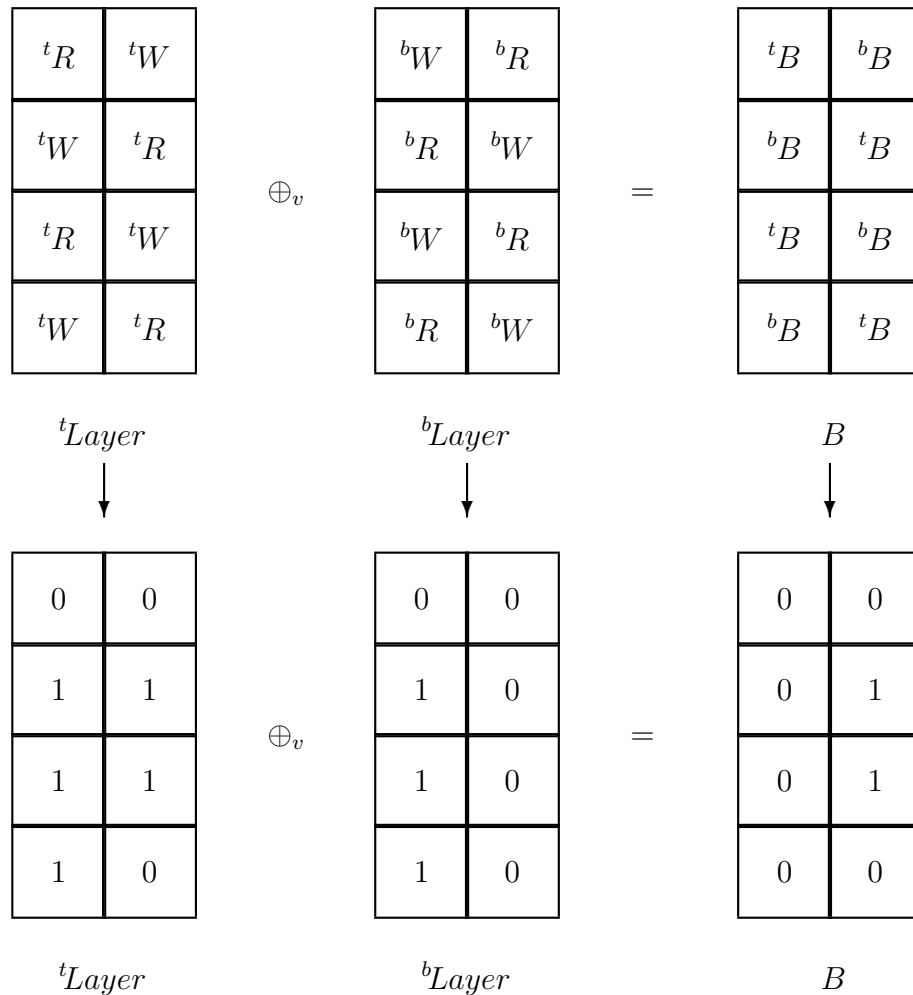 ᵗR ᵗW ᵇW ᵇR ᵗB ᵇB
ᵗW ᵗR ᵇR ᵇW ᵇB ᵗB
⊕ᵥ =
ᵗR ᵗW ᵇW ᵇR ᵗB ᵇB
ᵗW ᵗR ᵇR ᵇW ᵇB ᵗB
ᵗLayer ᵇLayer B
0 0 0 0 0 0
1 1 1 0 0 1
⊕ᵥ =
1 1 1 0 0 1
1 0 1 0 0 0
ᵗLayer ᵇLayer B